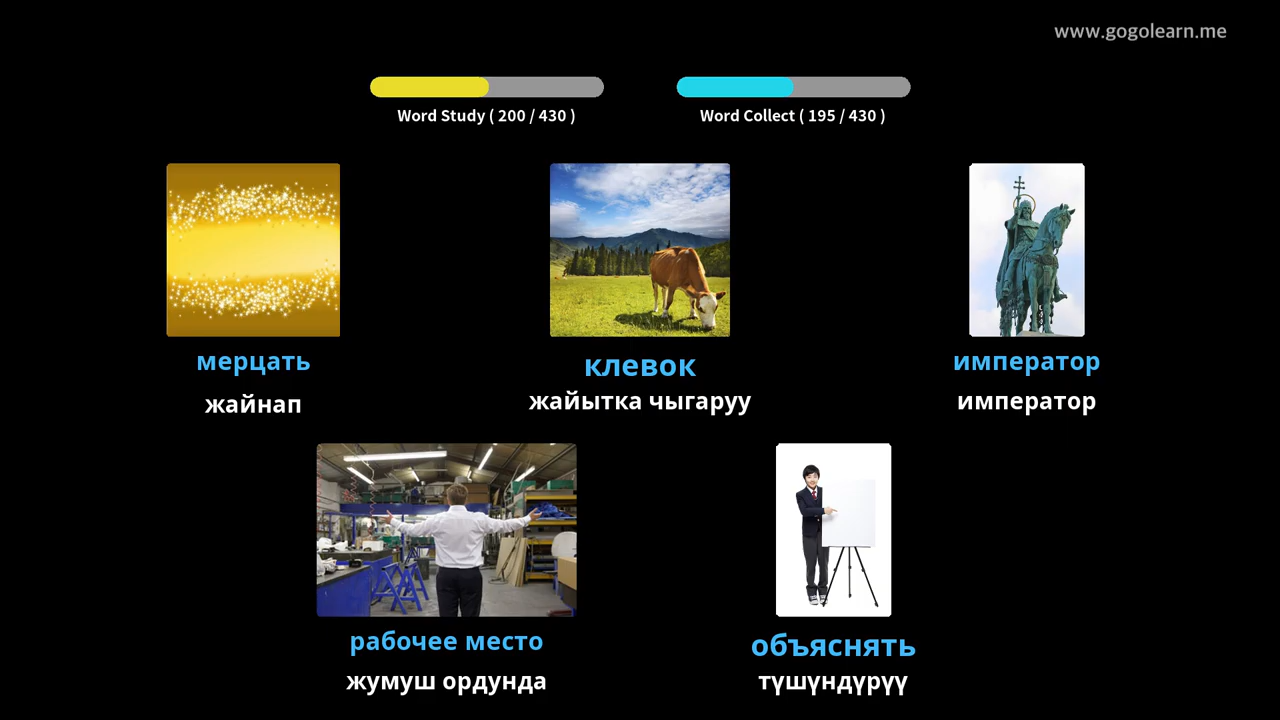 www.gogolearn.me
Word Study ( 200 / 430 )
Word Collect ( 195 / 430 )
мерцать
жайнап
клевок
жайытка чыгаруу
император
император
рабочее место
жумуш ордунда
объяснять
түшүндүрүү